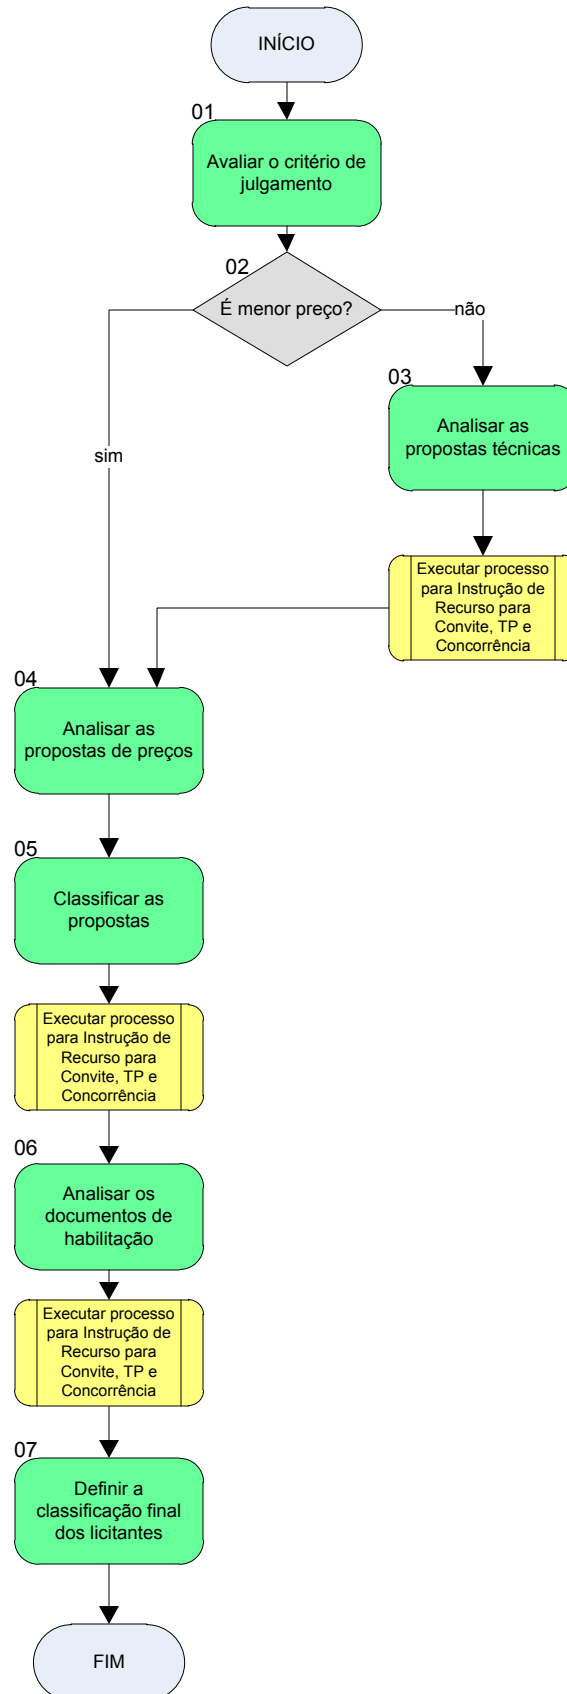 INÍCIO
01
Avaliar o critério de
julgamento
02
É menor preço?
não
sim
03
Analisar as
propostas técnicas
Executar processo
para Instrução de
Recurso para
Convite, TP e
Concorrência
04
Analisar as
propostas de preços
05
Classificar as
propostas
Executar processo
para Instrução de
Recurso para
Convite, TP e
Concorrência
06
Analisar os
documentos de
habilitação
Executar processo
para Instrução de
Recurso para
Convite, TP e
Concorrência
07
Definir a
classificação final
dos licitantes
FIM